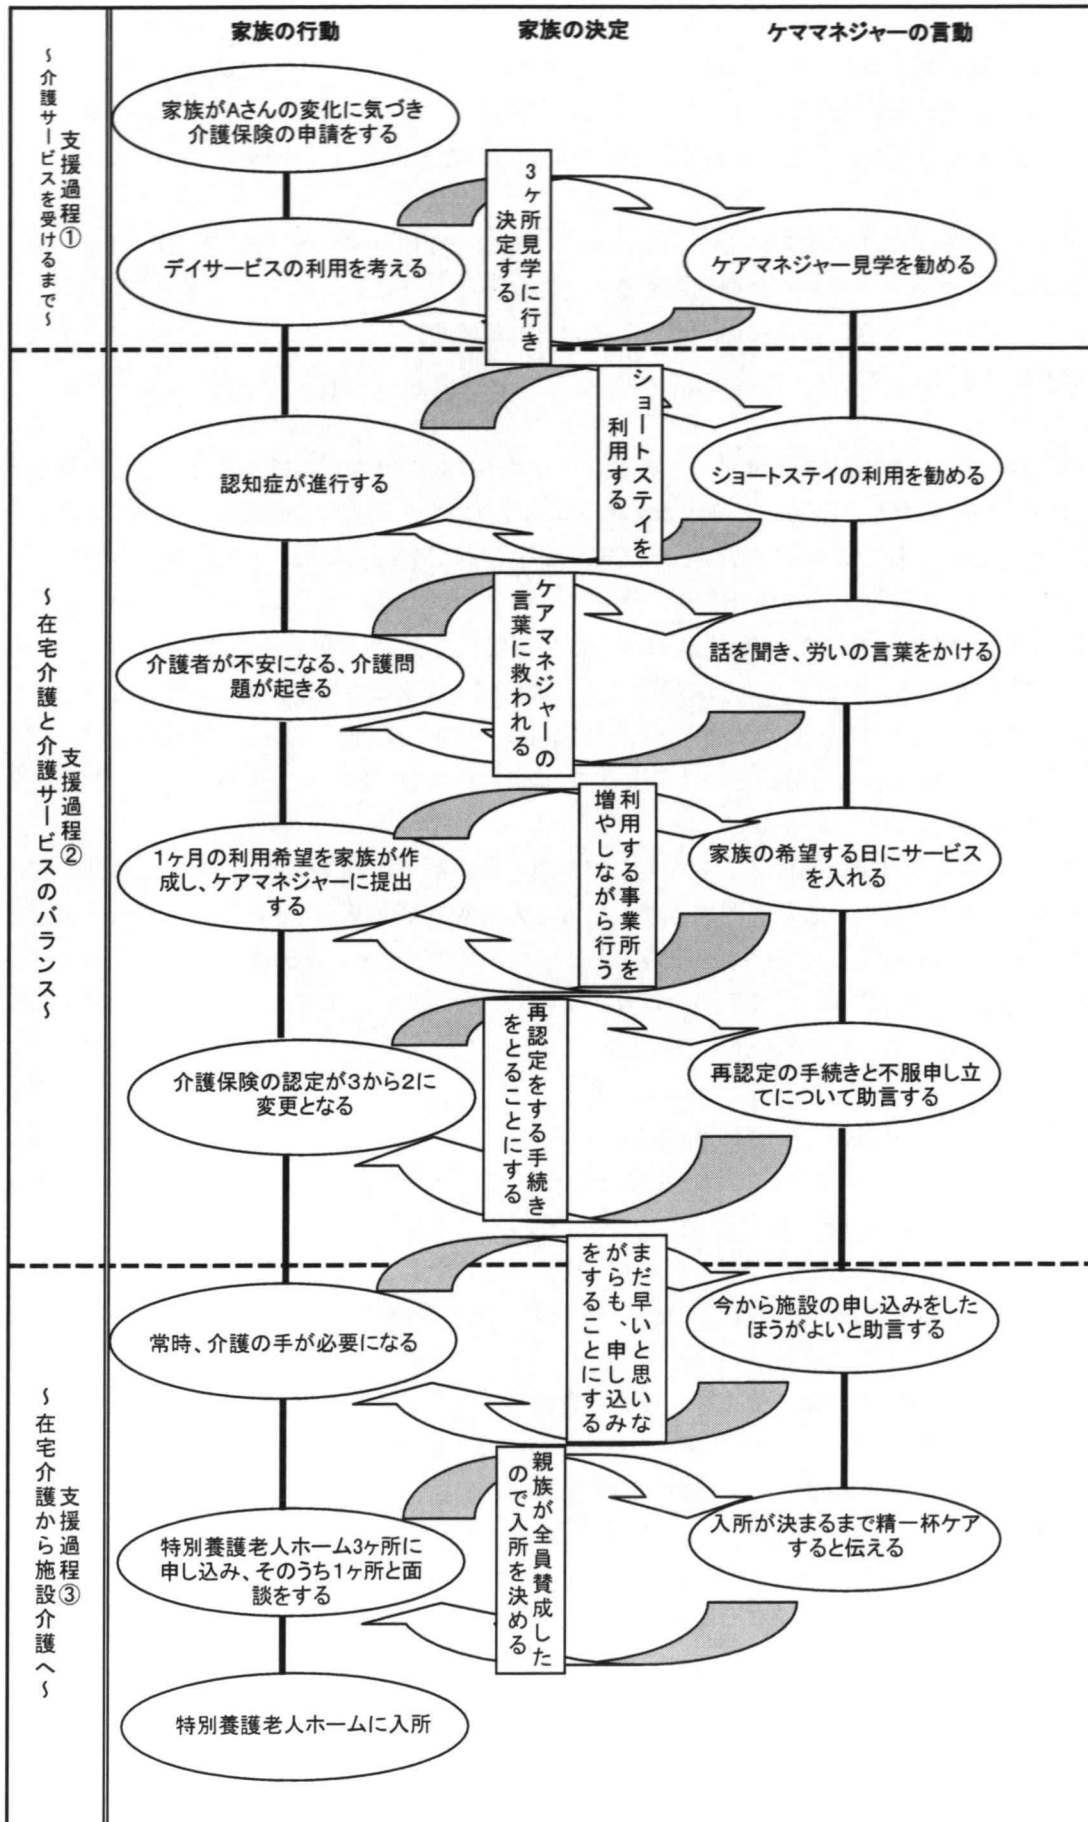 家族の行動
家族の決定
ケママネジャーの言動
支援過程①
～介護サービスを受けるまで～
家族がAさんの変化に気づき
介護保険の申請をする
デイサービスの利用を考える
3ヶ所見学に行き
決定する
ケアマネジャー見学を勧める
支援過程②
～在宅介護と介護サービスのバランス～
認知症が進行する
ショートステイを
利用する
ショートステイの利用を勧める
介護者が不安になる、介護問
題が起きる
ケアマネジャーの
言葉に救われる
話を聞き、労いの言葉をかける
1ヶ月の利用希望を家族が作
成し、ケアマネジャーに提出
する
利用する事業所を
増やしながら行う
家族の希望する日にサービス
を入れる
介護保険の認定が3から2に
変更となる
再認定をする手続き
をとることにする
再認定の手続きと不服申し立
てについて助言する
支援過程③
～在宅介護から施設介護へ～
常時、介護の手が必要になる
まだ早いと思いな
がらも、申し込み
をすることにする
今から施設の申し込みをした
ほうがよいと助言する
特別養護老人ホーム3ヶ所に
申し込み、そのうち1ヶ所と面
談をする
親族が全員賛成した
ので入所を決める
入所が決まるまで精一杯ケア
すると伝える
特別養護老人ホームに入所